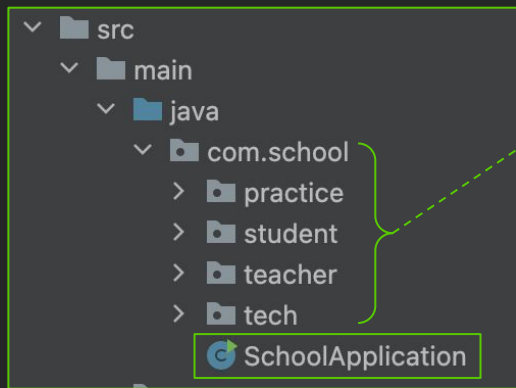 src
main
java
com.school
practice
student
teacher
tech
C SchoolApplication